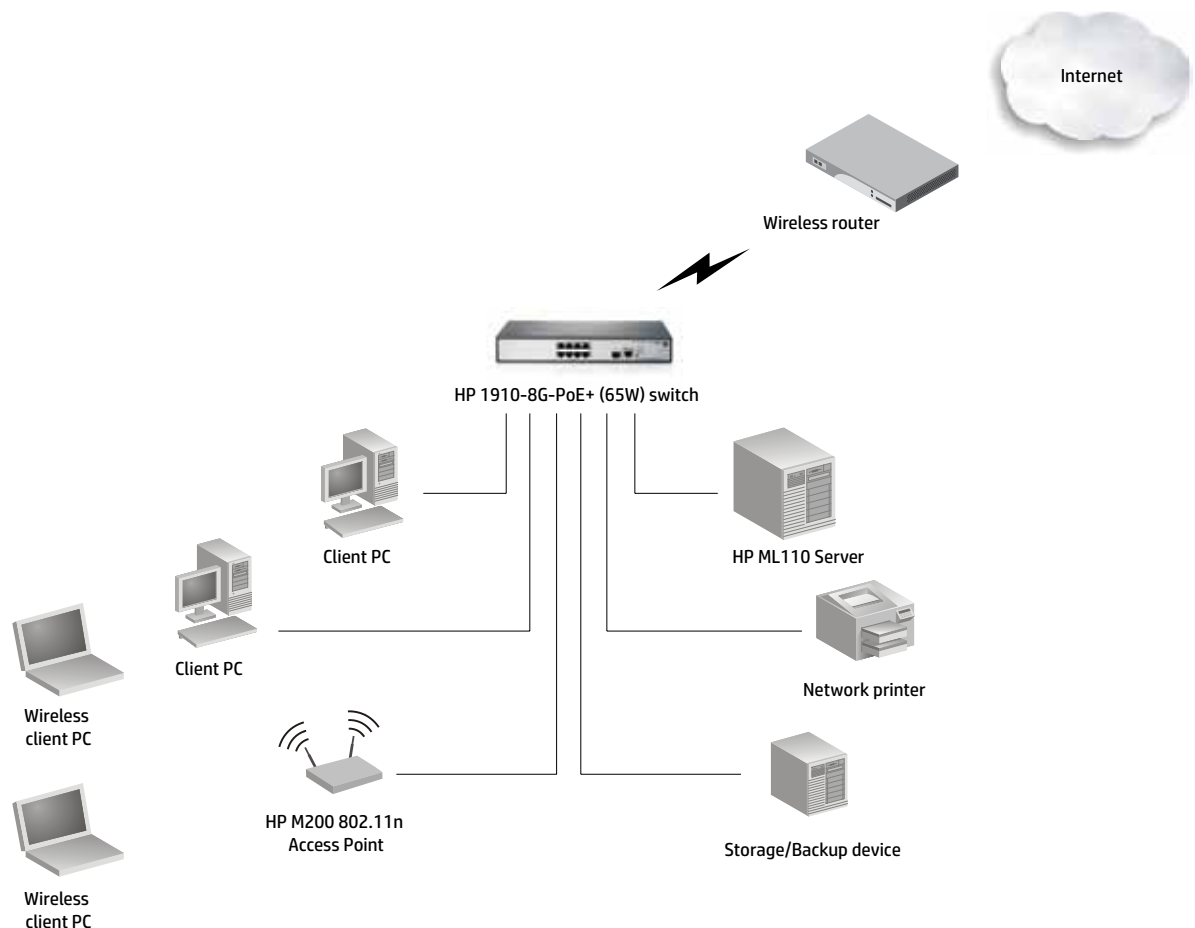 Internet
Wireless router
HP 1910-8G-PoE+ (65W) switch
Client PC
HP ML110 Server
Client PC
Network printer
Wireless
client PC
HP M200 802.11n
Access Point
Storage/Backup device
Wireless
client PC